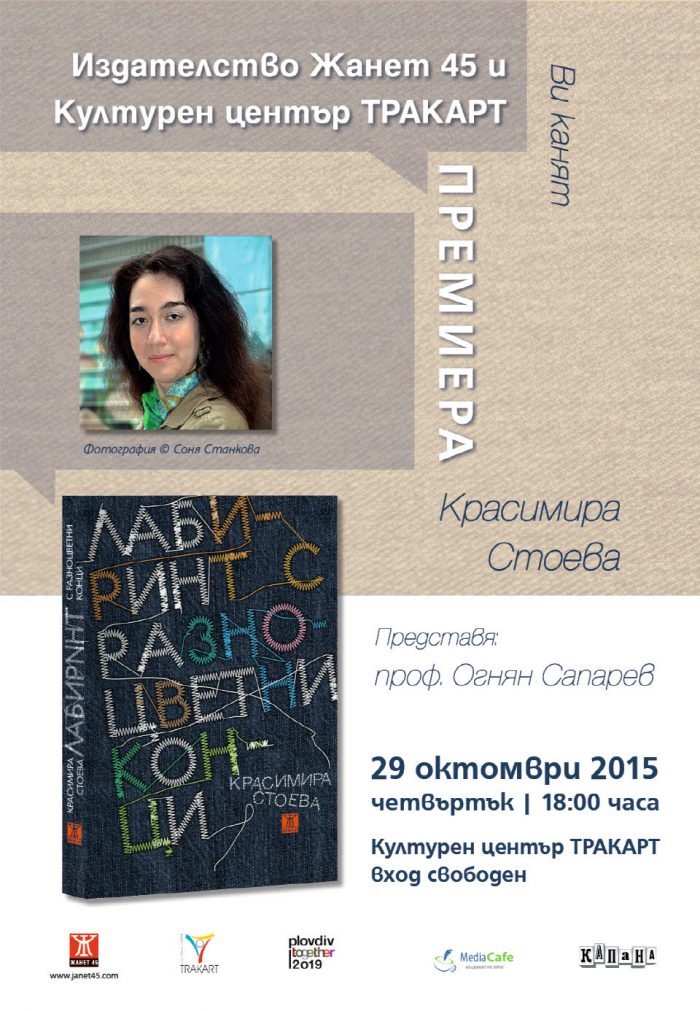 Издателство Жанет 45 и
Културен център ТРАКАРТ
Ви канят
ПРЕМИЕРА
Фотография © Соня Станкова
Красимира
Стоева
ЛАБИ-
РИНТ С
РАЗНО-
ЦВЕТНИ
КОН-
ЦИ
КРАСИМИРА
СТОЕВА
КРАСИМИРА
СТОЕВА
ЛАБИРИНТ
С РАЗНОЦВЕТНИ
КОНЦИ
Представя:
проф. Огнян Сапарев
29 октомври 2015
четвъртък | 18:00 часа
Културен център ТРАКАРТ
вход свободен
ЖАНЕТ 45
www.janet45.com
TRAKART
plovdiv
together
2019
MediaCafe
КАПАНА